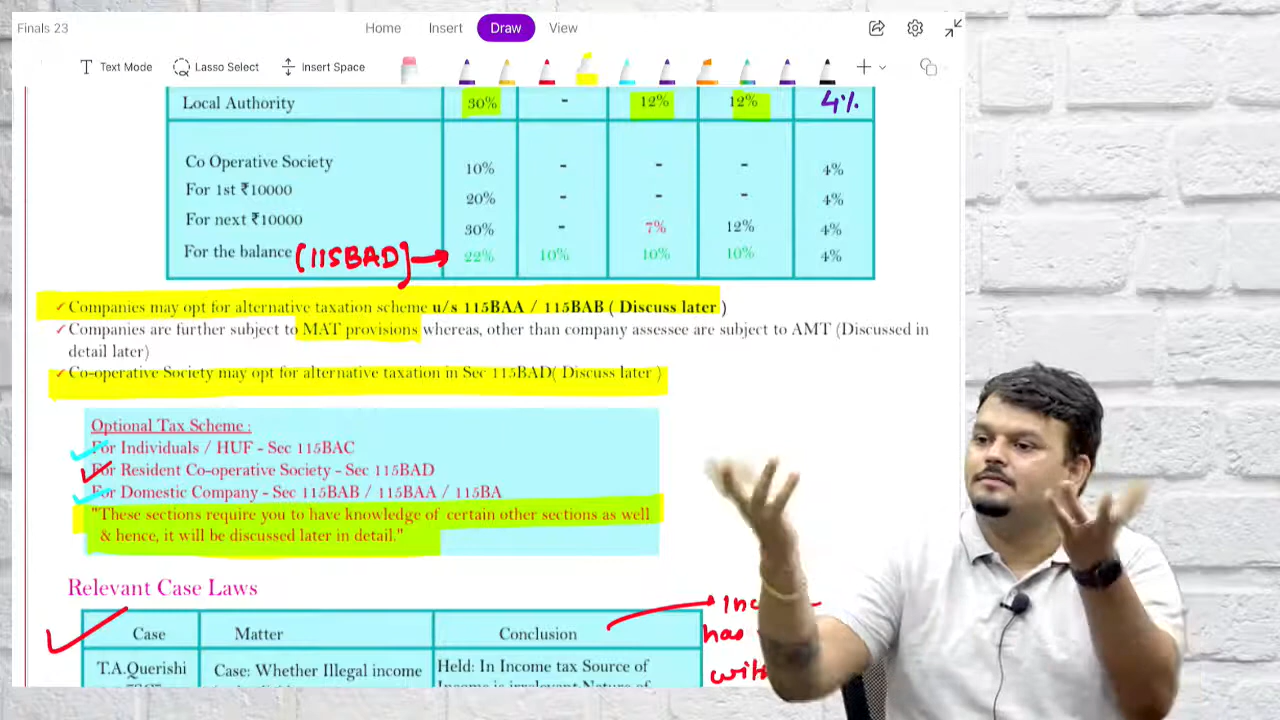 Finals 23
Home Insert Draw View
Text Mode Lasso Select Insert Space
Local Authority 30% - 12% 12% 4%
Co Operative Society 10% - - - 4%
For 1st ₹10000 20% - - - 4%
For next ₹10000 30% - 7% 12% 4%
For the balance (115BAD) → 22% 10% 10% 10% 4%
✓Companies may opt for alternative taxation scheme u/s 115BAA / 115BAB ( Discuss later )
✓Companies are further subject to MAT provisions whereas, other than company assessee are subject to AMT (Discussed in
detail later)
✓Co-operative Society may opt for alternative taxation in Sec 115BAD( Discuss later )
Optional Tax Scheme :
For Individuals / HUF - Sec 115BAC
For Resident Co-operative Society - Sec 115BAD
For Domestic Company - Sec 115BAB / 115BAA / 115BA
"These sections require you to have knowledge of certain other sections as well
& hence, it will be discussed later in detail."
Relevant Case Laws
Case Matter Conclusion
has
T.A.Querishi Case: Whether Illegal income Held: In Income tax Source of